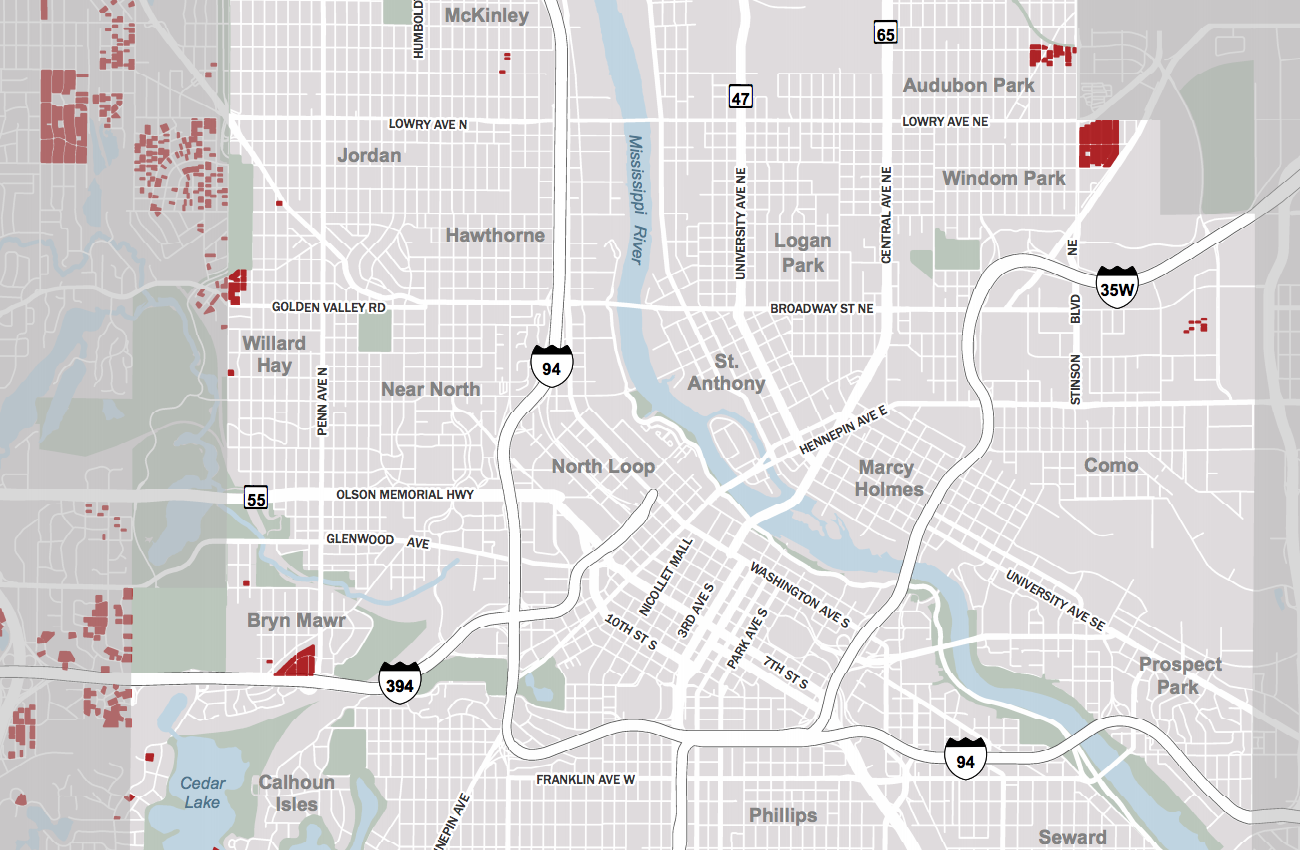 McKinley
HUMBOLD
65
47
Audubon Park
LOWRY AVE N
LOWRY AVE NE
Jordan
Mississippi River
Windom Park
UNIVERSITY AVE NE
CENTRAL AVE NE
Hawthorne
Logan
Park
NE
35W
GOLDEN VALLEY RD
BROADWAY ST NE
BLVD
Willard
Hay
94
St.
Anthony
STINSON
Near North
PENN AVE N
HENNEPIN AVE E
North Loop
Marcy
Holmes
Como
55
OLSON MEMORIAL HWY
GLENWOOD AVE
NICOLLET MALL
WASHINGTON AVE S
UNIVERSITY AVE SE
3RD AVE S
Bryn Mawr
10TH ST S
PARK AVE S
7TH ST S
Prospect
Park
394
94
Cedar
Lake
Calhoun
Isles
FRANKLIN AVE W
NNEPIN AVE
Phillips
Seward